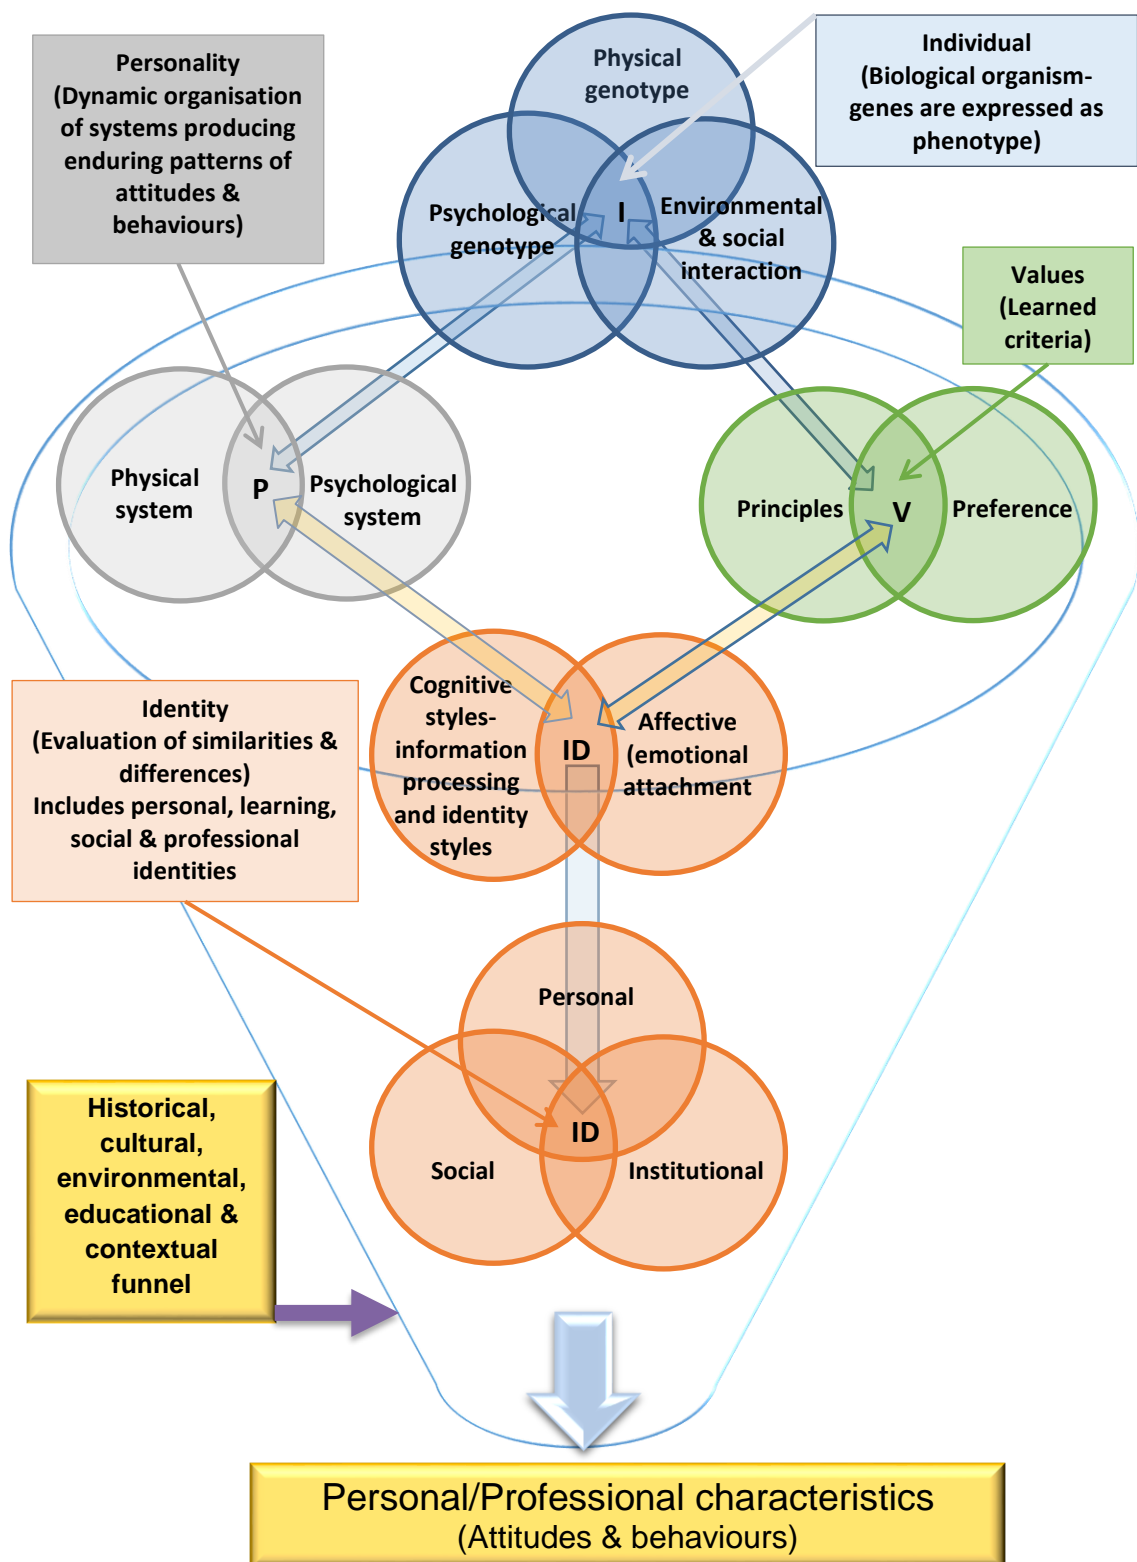 Personality
(Dynamic organisation
of systems producing
enduring patterns of
attitudes &
behaviours)
Physical
genotype
Individual
(Biological organism-
genes are expressed as
phenotype)
Psychological
genotype
I
Environmental
& social
interaction
Values
(Learned
criteria)
Physical
system
P
Psychological
system
Principles
V
Preference
Identity
(Evaluation of similarities &
differences)
Includes personal, learning,
social & professional
identities
Cognitive
styles-
information
processing
and identity
styles
ID
Affective
(emotional
attachment
Personal
ID
Social
Institutional
Historical,
cultural,
environmental,
educational &
contextual
funnel
Personal/Professional characteristics
(Attitudes & behaviours)